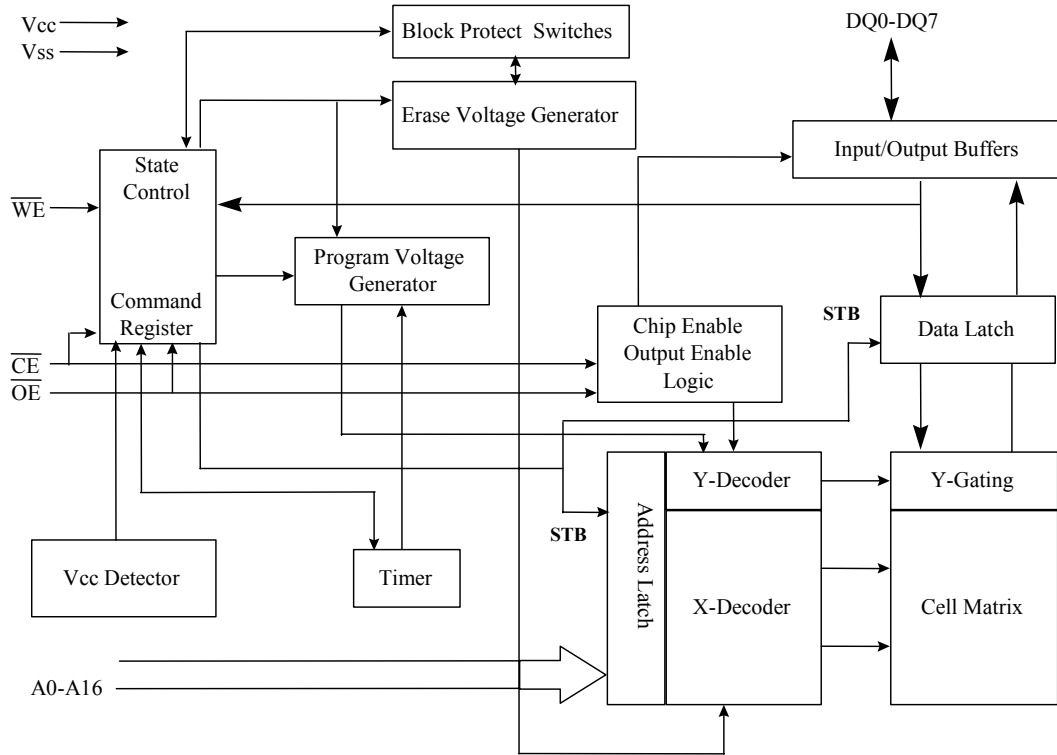 Vcc
Vss
Block Protect Switches
DQ0-DQ7
Erase Voltage Generator
Input/Output Buffers
State
Control
WE
Program Voltage
Generator
Command
Register
STB
Data Latch
Chip Enable
Output Enable
Logic
CE
OE
Address Latch
Y-Decoder
Y-Gating
STB
Vcc Detector
Timer
X-Decoder
Cell Matrix
A0-A16